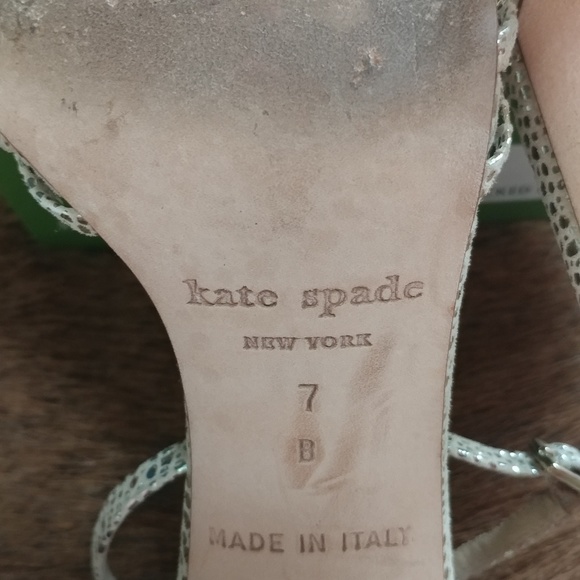 kate spade
NEW YORK
7
B
MADE IN ITALY